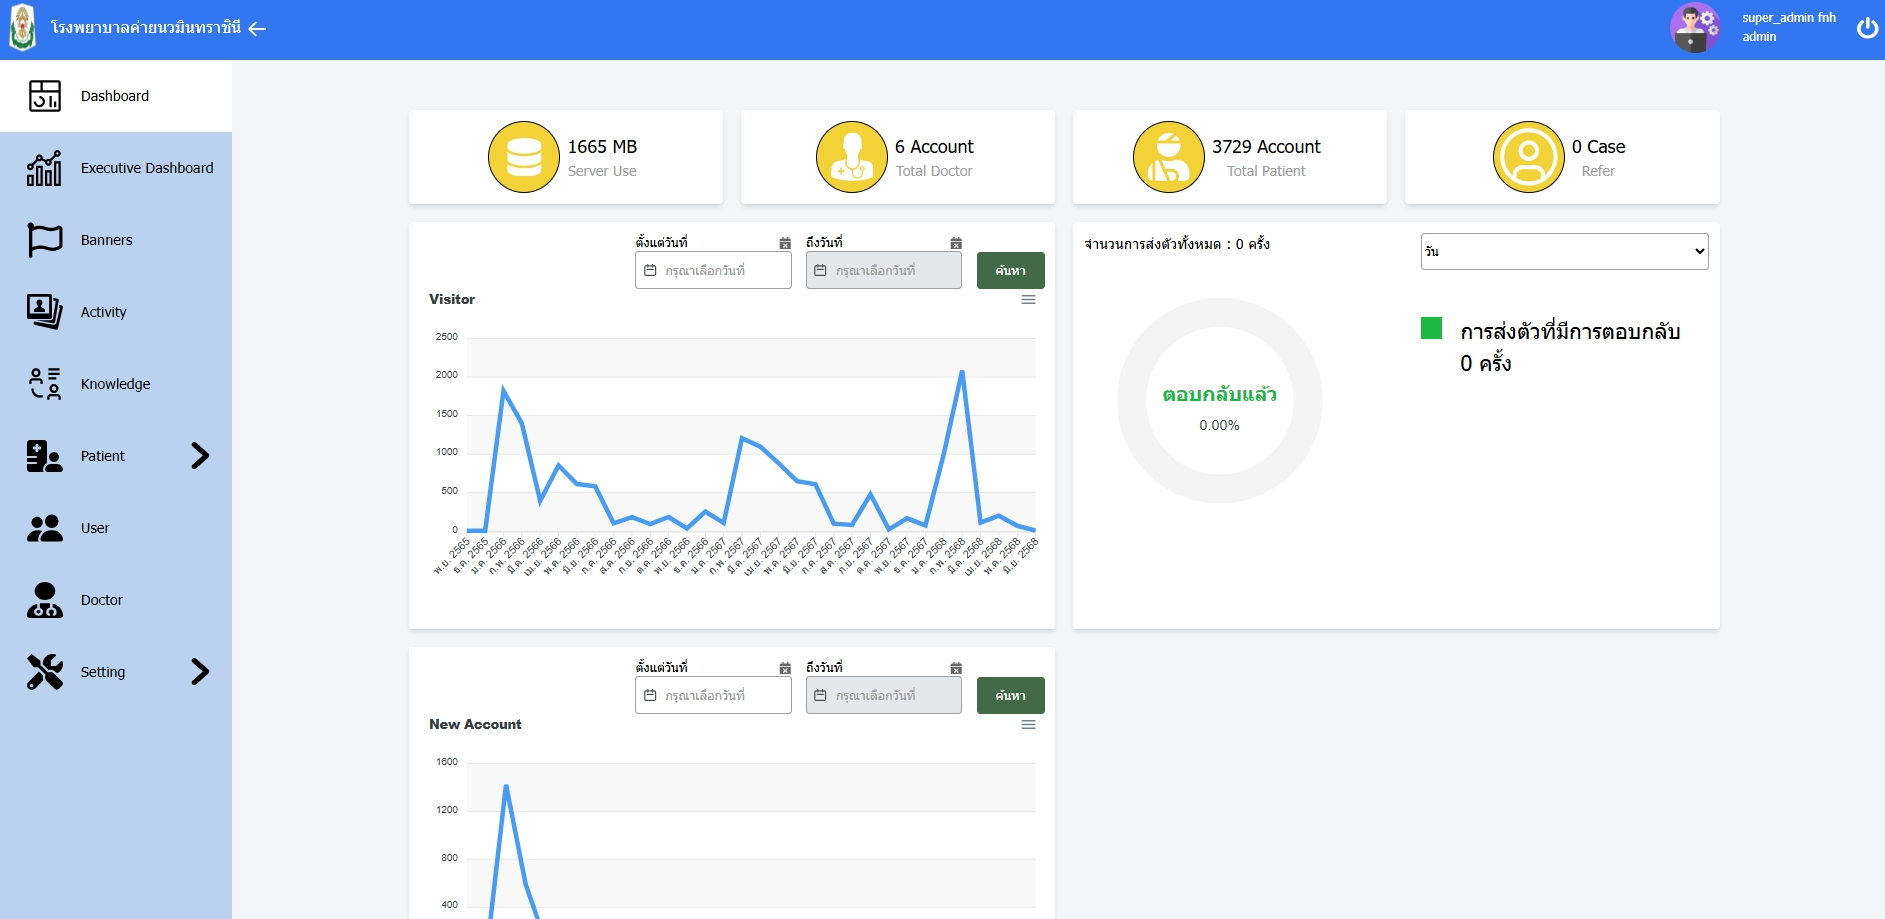 โรงพยาบาลค่ายนวมินทราชินี
super_admin fnh
admin
Dashboard
Executive Dashboard
Banners
Activity
Knowledge
Patient
User
Doctor
Setting
1665 MB
Server Use
6 Account
Total Doctor
3729 Account
Total Patient
0 Case
Refer
ตั้งแต่วันที่
ถึงวันที่
กรุณาเลือกวันที่
กรุณาเลือกวันที่
ค้นหา
Visitor
2500
2000
1500
1000
500
0
พ.ย. 2565
ธ.ค. 2565
ม.ค. 2566
ก.พ. 2566
มี.ค. 2566
เม.ย. 2566
พ.ค. 2566
มิ.ย. 2566
ก.ค. 2566
ส.ค. 2566
ก.ย. 2566
ต.ค. 2566
พ.ย. 2566
ธ.ค. 2566
ม.ค. 2567
ก.พ. 2567
มี.ค. 2567
เม.ย. 2567
พ.ค. 2567
มิ.ย. 2567
ก.ค. 2567
ส.ค. 2567
ก.ย. 2567
ต.ค. 2567
พ.ย. 2567
ธ.ค. 2567
ม.ค. 2568
ก.พ. 2568
มี.ค. 2568
เม.ย. 2568
พ.ค. 2568
มิ.ย. 2568
จำนวนการส่งตัวทั้งหมด : 0 ครั้ง
วัน
ตอบกลับแล้ว
0.00%
การส่งตัวที่มีการตอบกลับ
0 ครั้ง
ตั้งแต่วันที่
ถึงวันที่
กรุณาเลือกวันที่
กรุณาเลือกวันที่
ค้นหา
New Account
1600
1200
800
400